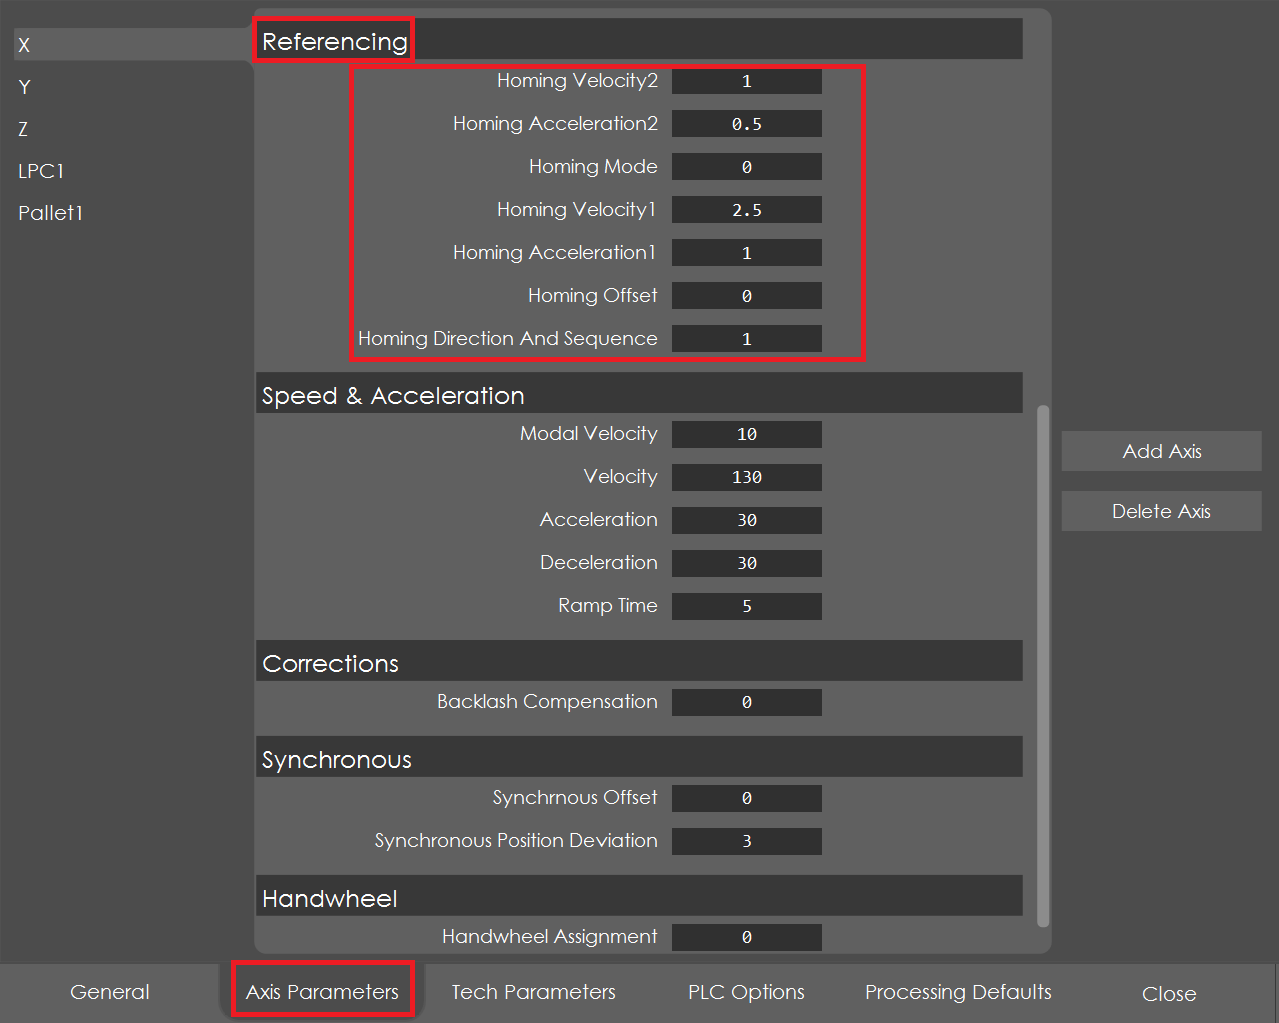 X
Y
Z
LPC1
Pallet1
Referencing
Homing Velocity2 1
Homing Acceleration2 0.5
Homing Mode 0
Homing Velocity1 2.5
Homing Acceleration1 1
Homing Offset 0
Homing Direction And Sequence 1
Speed & Acceleration
Modal Velocity 10
Velocity 130
Acceleration 30
Deceleration 30
Ramp Time 5
Corrections
Backlash Compensation 0
Synchronous
Synchrnous Offset 0
Synchronous Position Deviation 3
Handwheel
Handwheel Assignment 0
Add Axis
Delete Axis
General Axis Parameters Tech Parameters PLC Options Processing Defaults Close